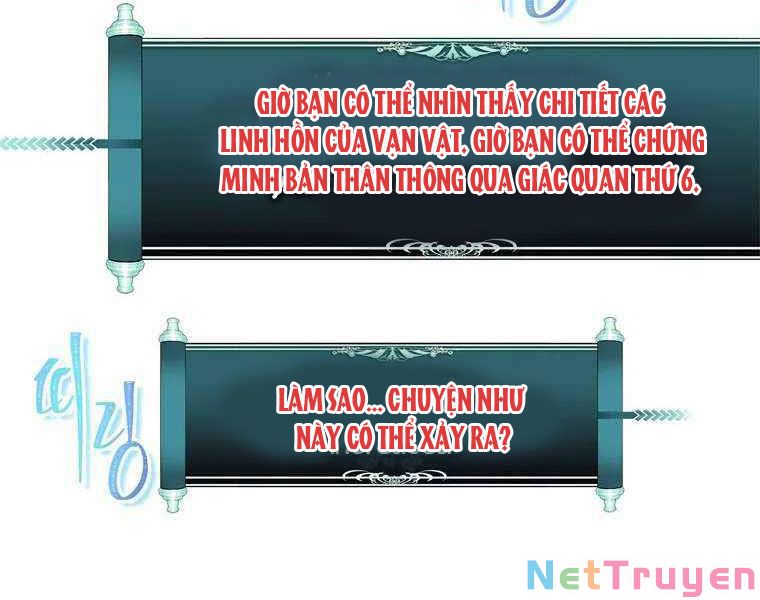 GIỜ BẠN CÓ THỂ NHÌN THẤY CHI TIẾT CÁC
LINH HỒN CỦA VẠN VẬT. GIỜ BẠN CÓ THỂ CHỨNG
MINH BẢN THÂN THÔNG QUA GIÁC QUAN THỨ 6.
띠링
LÀM SAO... CHUYỆN NHƯ
NÀY CÓ THỂ XẢY RA?
NetTruyen